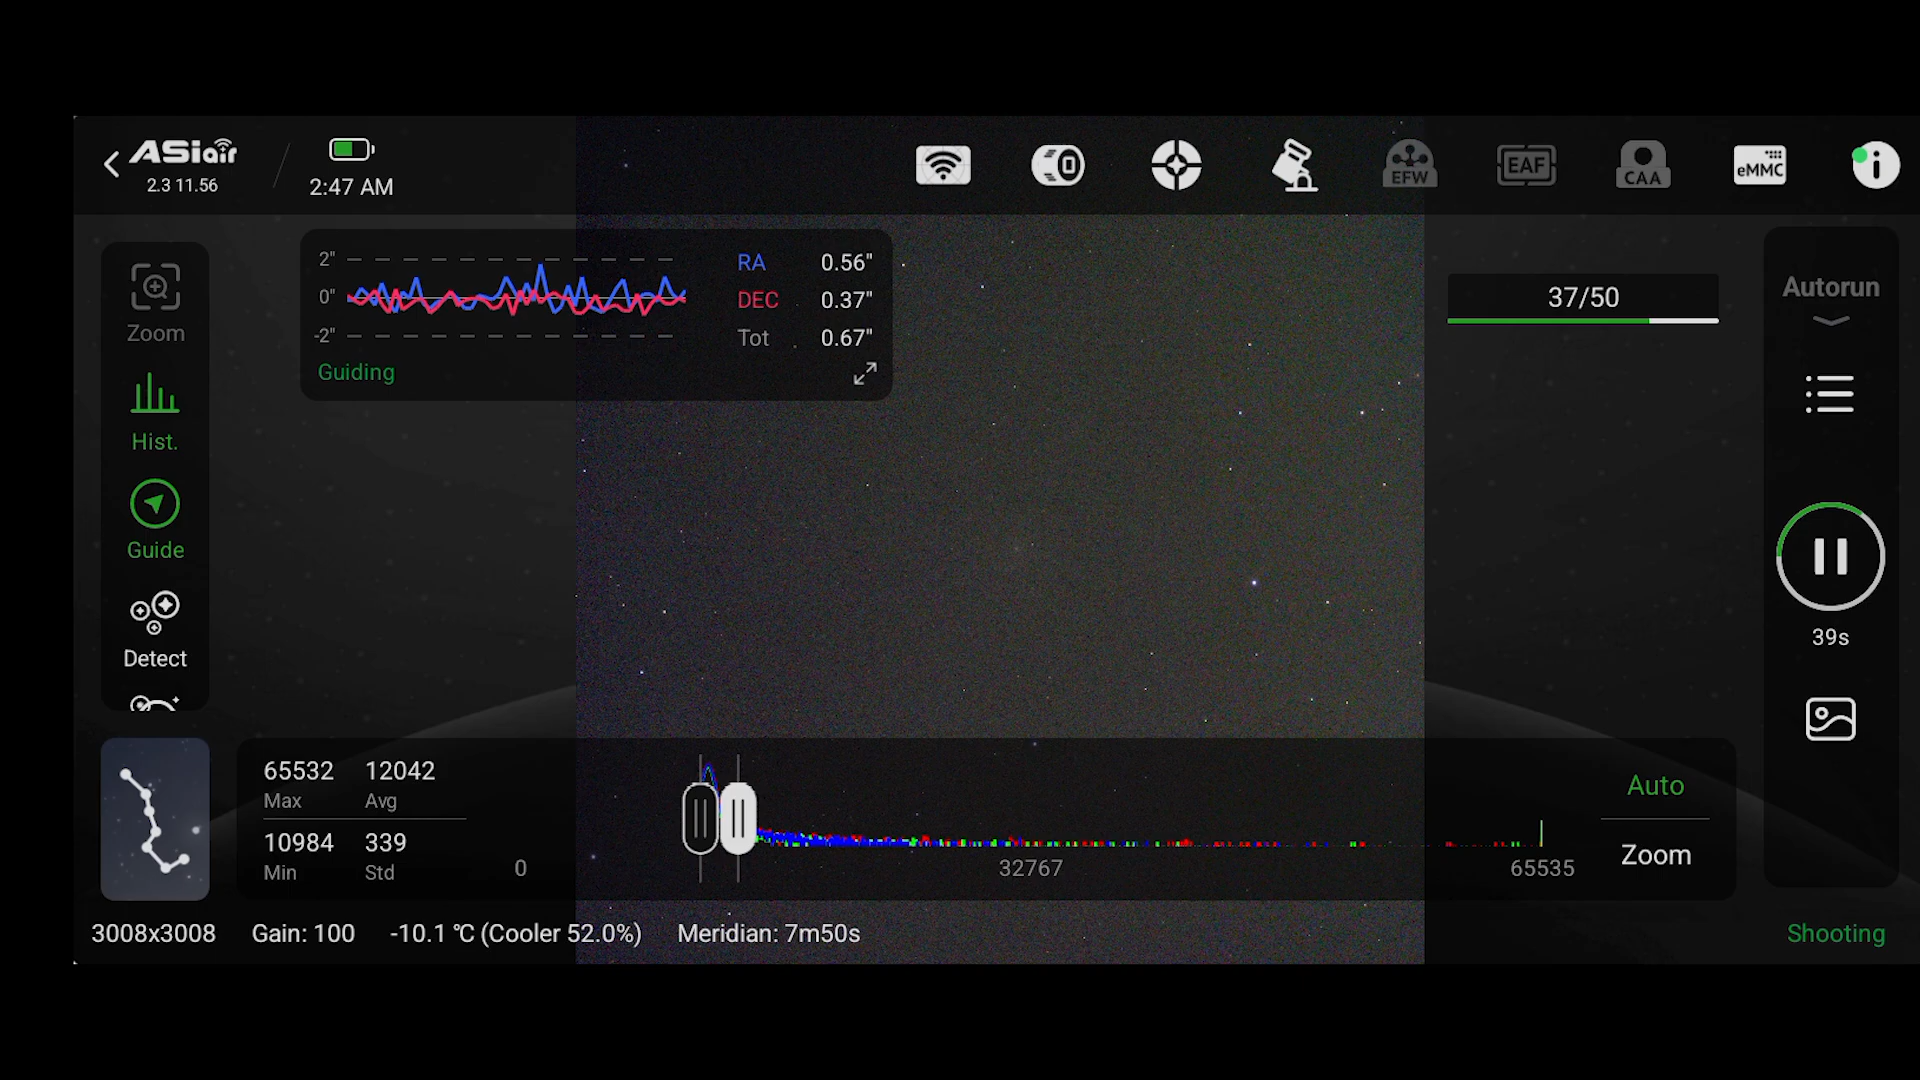 ASiair
2.3 11.56
2:47 AM
EFW
EAF
CAA
eMMC
Zoom
Hist.
Guide
Detect
2"
0"
-2"
RA 0.56"
DEC 0.37"
Tot 0.67"
Guiding
37/50
Autorun
39s
65532 12042
Max Avg
10984 339
Min Std
0
32767
65535
Auto
Zoom
3008x3008 Gain: 100 -10.1 ℃ (Cooler 52.0%) Meridian: 7m50s
Shooting